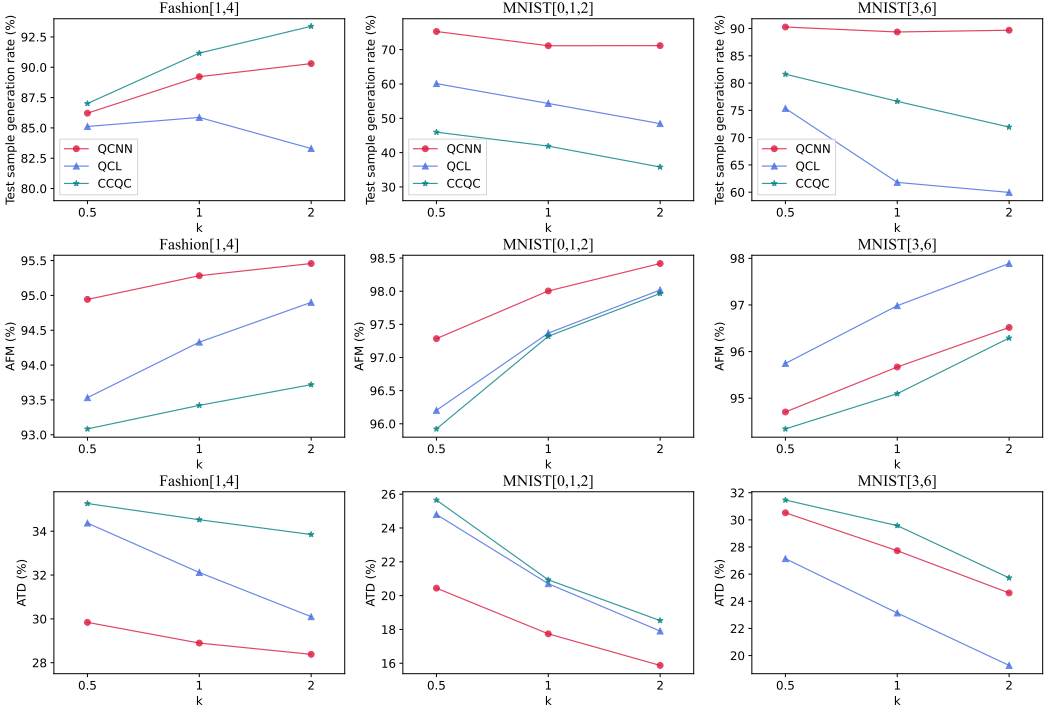 Fashion[1,4]
Test sample generation rate (%)
92.5
90.0
87.5
85.0
82.5
80.0
QCNN
QCL
CCQC
0.5
1
2
k
MNIST[0,1,2]
Test sample generation rate (%)
70
60
50
40
30
QCNN
QCL
CCQC
0.5
1
2
k
MNIST[3,6]
Test sample generation rate (%)
90
85
80
75
70
65
60
QCNN
QCL
CCQC
0.5
1
2
k
Fashion[1,4]
AFM (%)
95.5
95.0
94.5
94.0
93.5
93.0
0.5
1
2
k
MNIST[0,1,2]
AFM (%)
98.5
98.0
97.5
97.0
96.5
96.0
0.5
1
2
k
MNIST[3,6]
AFM (%)
98
97
96
95
0.5
1
2
k
Fashion[1,4]
ATD (%)
34
32
30
28
0.5
1
2
k
MNIST[0,1,2]
ATD (%)
26
24
22
20
18
16
0.5
1
2
k
MNIST[3,6]
ATD (%)
32
30
28
26
24
22
20
0.5
1
2
k